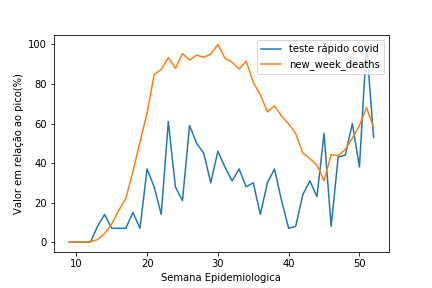 teste rápido covid
new_week_deaths
Valor em relação ao pico(%)
100
80
60
40
20
0
10
20
30
40
50
Semana Epidemiologica